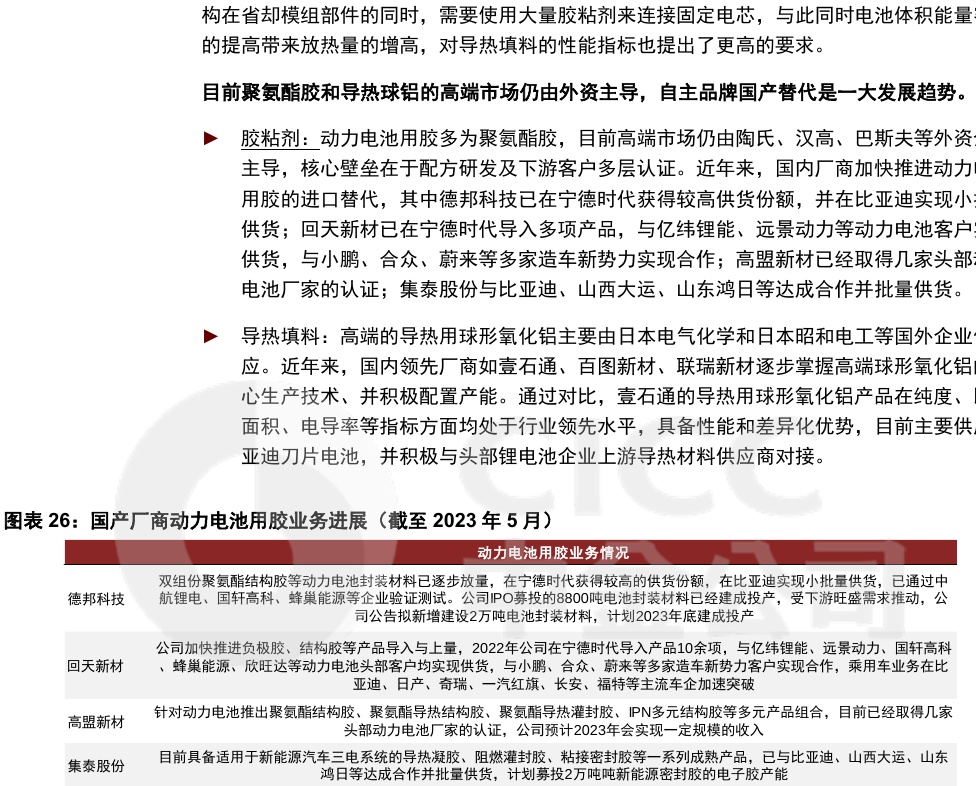 构在省却模组部件的同时，需要使用大量胶粘剂来连接固定电芯，与此同时电池体积能量
的提高带来放热量的增高，对导热填料的性能指标也提出了更高的要求。
目前聚氨酯胶和导热球铝的高端市场仍由外资主导，自主品牌国产替代是一大发展趋势。
► 胶粘剂：动力电池用胶多为聚氨酯胶，目前高端市场仍由陶氏、汉高、巴斯夫等外资
主导，核心壁垒在于配方研发及下游客户多层认证。近年来，国内厂商加快推进动力
用胶的进口替代，其中德邦科技已在宁德时代获得较高供货份额，并在比亚迪实现小
供货；回天新材已在宁德时代导入多项产品，与亿纬锂能、远景动力等动力电池客户
供货，与小鹏、合众、蔚来等多家造车新势力实现合作；高盟新材已经取得几家头部
电池厂家的认证；集泰股份与比亚迪、山西大运、山东鸿日等达成合作并批量供货。
► 导热填料：高端的导热用球形氧化铝主要由日本电气化学和日本昭和电工等国外企业
应。近年来，国内领先厂商如壹石通、百图新材、联瑞新材逐步掌握高端球形氧化铝
心生产技术、并积极配置产能。通过对比，壹石通的导热用球形氧化铝产品在纯度、
面积、电导率等指标方面均处于行业领先水平，具备性能和差异化优势，目前主要供
亚迪刀片电池，并积极与头部锂电池企业上游导热材料供应商对接。
CICC
中金公司
图表 26：国产厂商动力电池用胶业务进展（截至 2023 年 5 月）
动力电池用胶业务情况
德邦科技
双组份聚氨酯结构胶等动力电池封装材料已逐步放量，在宁德时代获得较高的供货份额，在比亚迪实现小批量供货，已通过中
航锂电、国轩高科、蜂巢能源等企业验证测试。公司IPO募投的8800吨电池封装材料已经建成投产，受下游旺盛需求推动，公
司公告拟新增建设2万吨电池封装材料，计划2023年底建成投产
回天新材
公司加快推进负极胶、结构胶等产品导入与上量，2022年公司在宁德时代导入产品10余项，与亿纬锂能、远景动力、国轩高科
、蜂巢能源、欣旺达等动力电池头部客户均实现供货，与小鹏、合众、蔚来等多家造车新势力客户实现合作，乘用车业务在比
亚迪、日产、奇瑞、一汽红旗、长安、福特等主流车企加速突破
高盟新材
针对动力电池推出聚氨酯结构胶、聚氨酯导热结构胶、聚氨酯导热灌封胶、IPN多元结构胶等多元产品组合，目前已经取得几家
头部动力电池厂家的认证，公司预计2023年会实现一定规模的收入
集泰股份
目前具备适用于新能源汽车三电系统的导热凝胶、阻燃灌封胶、粘接密封胶等一系列成熟产品，已与比亚迪、山西大运、山东
鸿日等达成合作并批量供货，计划募投2万吨吨新能源密封胶的电子胶产能